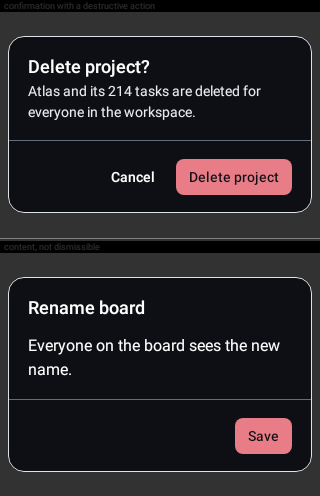 confirmation with a destructive action
Delete project?
Atlas and its 214 tasks are deleted for
everyone in the workspace.
Cancel
Delete project
content, not dismissible
Rename board
Everyone on the board sees the new
name.
Save